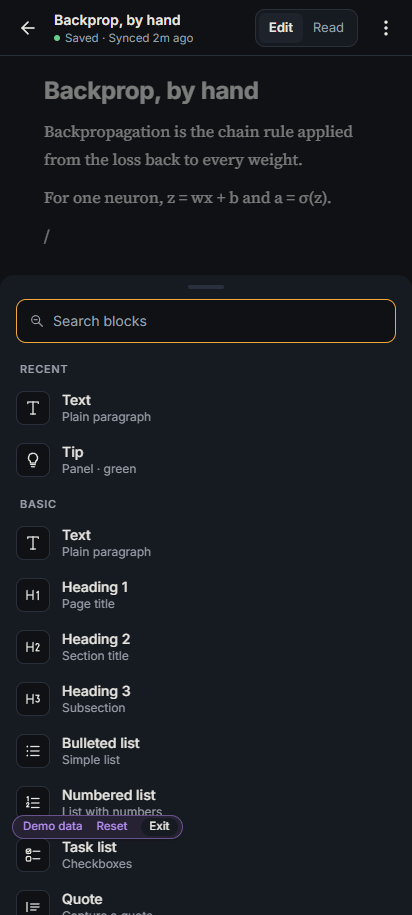 Backprop, by hand
Saved · Synced 2m ago
Edit
Read
Backprop, by hand
Backpropagation is the chain rule applied
from the loss back to every weight.
For one neuron, z = wx + b and a = σ(z).
/
Search blocks
RECENT
Text
Plain paragraph
Tip
Panel · green
BASIC
Text
Plain paragraph
H1
Heading 1
Page title
H2
Heading 2
Section title
H3
Heading 3
Subsection
Bulleted list
Simple list
Numbered list
List with numbers
Demo data
Reset
Exit
Task list
Checkboxes
Quote
Capture a quote